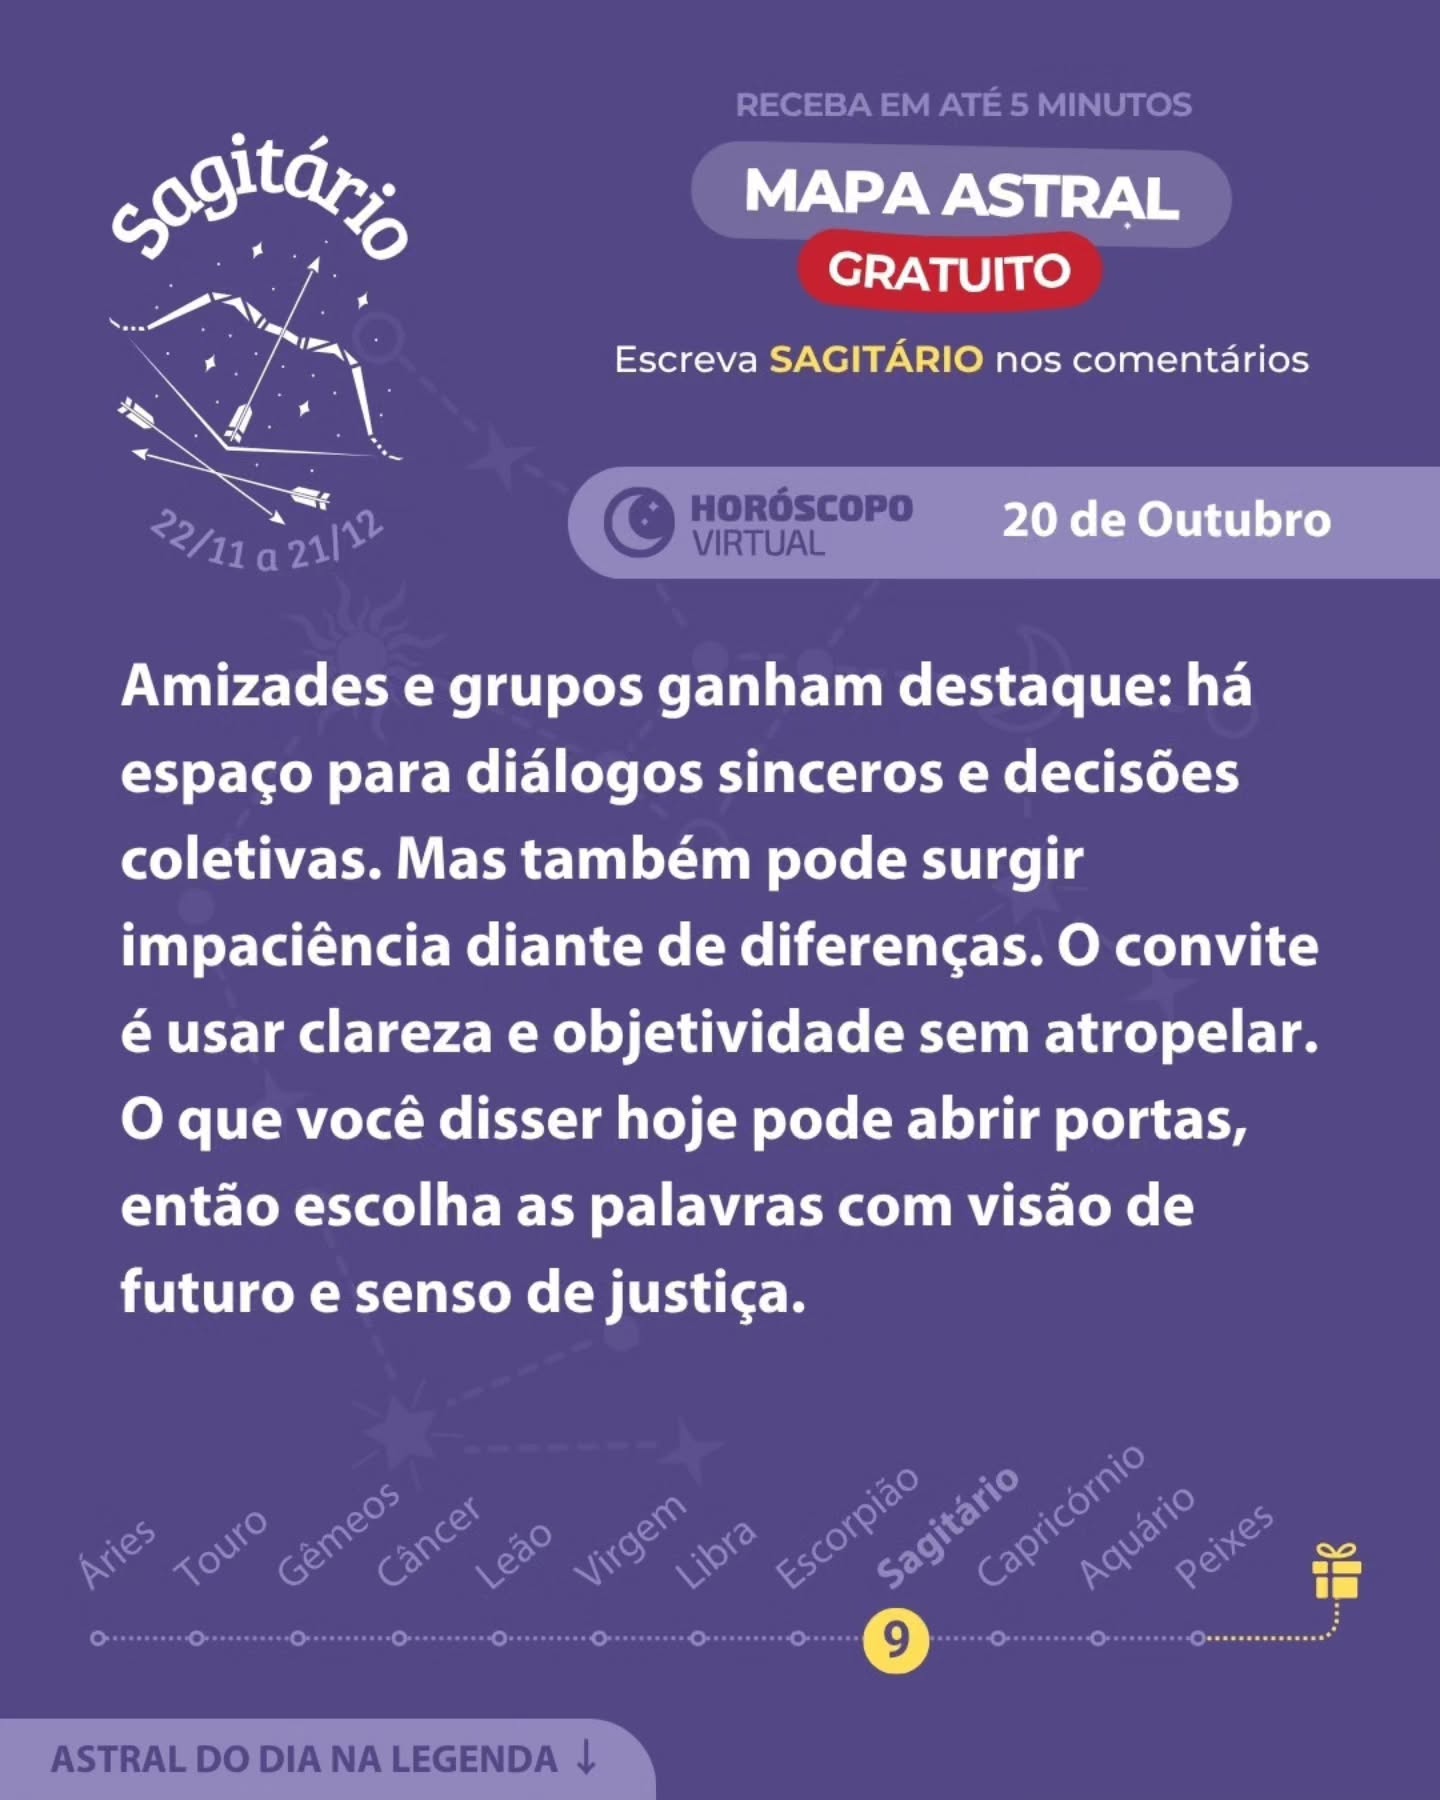 Sagitário
22/11 a 21/12
RECEBA EM ATÉ 5 MINUTOS
MAPA ASTRAL
GRATUITO
Escreva SAGITÁRIO nos comentários
HORÓSCOPO
VIRTUAL
20 de Outubro
Amizades e grupos ganham destaque: há
espaço para diálogos sinceros e decisões
coletivas. Mas também pode surgir
impaciência diante de diferenças. O convite
é usar clareza e objetividade sem atropelar.
O que você disser hoje pode abrir portas,
então escolha as palavras com visão de
futuro e senso de justiça.
Áries
Touro
Gêmeos
Câncer
Leão
Virgem
Libra
Escorpião
Sagitário
Capricórnio
Aquário
Peixes
9
ASTRAL DO DIA NA LEGENDA ↓